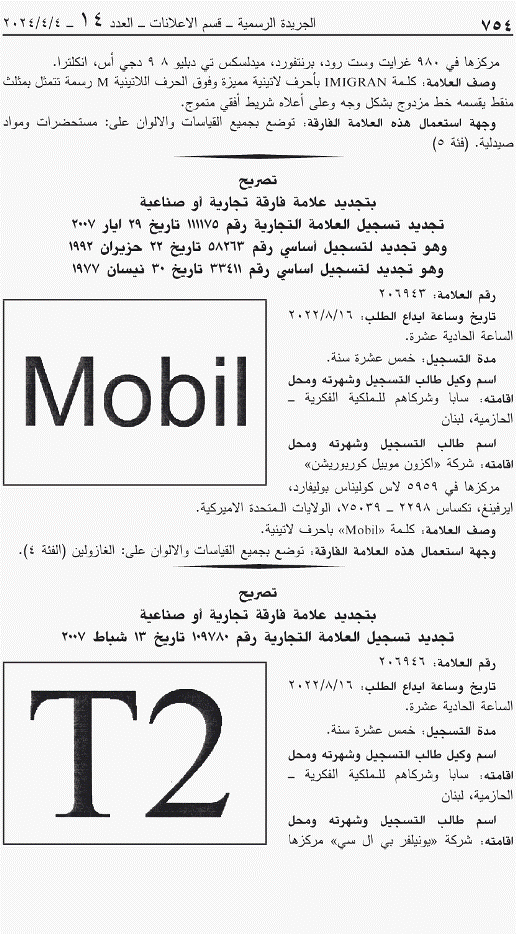 ٧٥٤ الجريدة الرسمية ــ قسم الاعلانات ــ العدد ١٤ ــ ٢٠٢٤/٤/٤
مركزها في ٩٨٠ غرايت وست رود، برنتفورد، ميدلسكس تي دبليو ٨ ٩ دجي أس، انكلترا.
وصف العلامة: كلمة IMIGRAN بأحرف لاتينية مميزة وفوق الحرف اللاتينية M رسمة تتمثل بمثلث
منقط يقسمه خط مزدوج بشكل وجه وعلى أعلاه شريط أفقي متموج.
وجهة استعمال هذه العلامة الفارقة: توضع بجميع القياسات والالوان على: مستحضرات ومواد
صيدلية. (فئة ٥)
تصريح
بتجديد علامة فارقة تجارية أو صناعية
تجديد تسجيل العلامة التجارية رقم ١١١١٧٥ تاريخ ٢٩ ايار ٢٠٠٧
وهو تجديد لتسجيل أساسي رقم ٥٨٢٦٣ تاريخ ٢٢ حزيران ١٩٩٢
وهو تجديد لتسجيل اساسي رقم ٣٣٤١١ تاريخ ٣٠ نيسان ١٩٧٧
رقم العلامة: ٢٠٦٩٤٣
تاريخ وساعة ايداع الطلب: ٢٠٢٢/٨/١٦
الساعة الحادية عشرة.
مدة التسجيل: خمس عشرة سنة.
اسم وكيل طالب التسجيل وشهرته ومحل
اقامته: سابا وشركاهم للملكية الفكرية ــ
الحازمية، لبنان
اسم طالب التسجيل وشهرته ومحل
اقامته: شركة «اكزون موبيل كوربوريشن»
مركزها في ٥٩٥٩ لاس كوليناس بوليفارد،
ايرفينغ، تكساس ٢٢٩٨ ــ ٧٥٠٣٩، الولايات المتحدة الاميركية.
Mobil
وصف العلامة: كلمة «Mobil» باحرف لاتينية.
وجهة استعمال هذه العلامة الفارقة: توضع بجميع القياسات والالوان على: الغازولين (الفئة ٤).
تصريح
بتجديد علامة فارقة تجارية أو صناعية
تجديد تسجيل العلامة التجارية رقم ١٠٩٧٨٠ تاريخ ١٣ شباط ٢٠٠٧
رقم العلامة: ٢٠٦٩٤٦
تاريخ وساعة ايداع الطلب: ٢٠٢٢/٨/١٦
الساعة الحادية عشرة.
مدة التسجيل: خمس عشرة سنة.
اسم وكيل طالب التسجيل وشهرته ومحل
اقامته: سابا وشركاهم للملكية الفكرية ــ
الحازمية، لبنان
اسم طالب التسجيل وشهرته ومحل
اقامته: شركة «يونيلفر بي ال سي» مركزها
T2